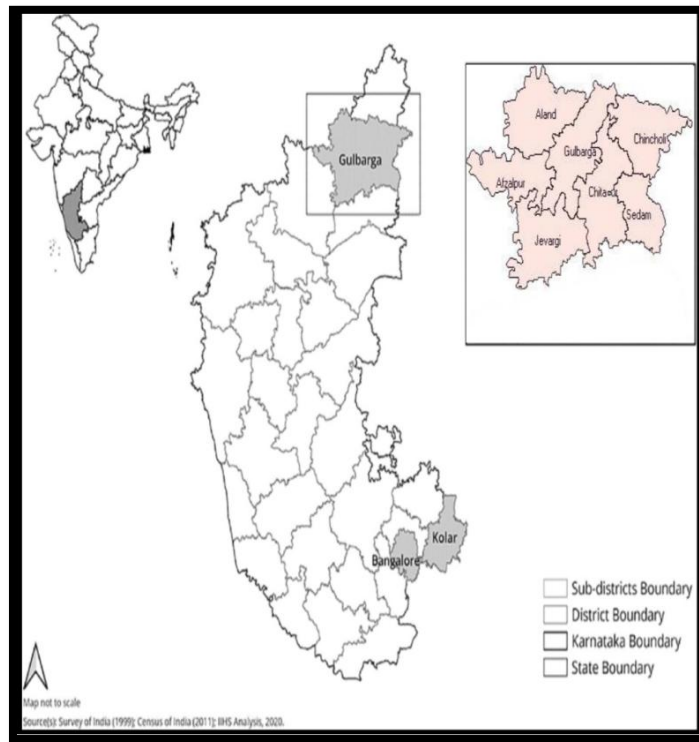 Gulbarga
Aland
Chincholi
Gulbarga
Afzalpur
Sedam
Jevargi
Kolar
Bangalore
Sub-districts Boundary
District Boundary
Karnataka Boundary
State Boundary
Map not to scale
Source(s): Survey of India (1999); Census of India (2011); IIHS Analysis, 2020.